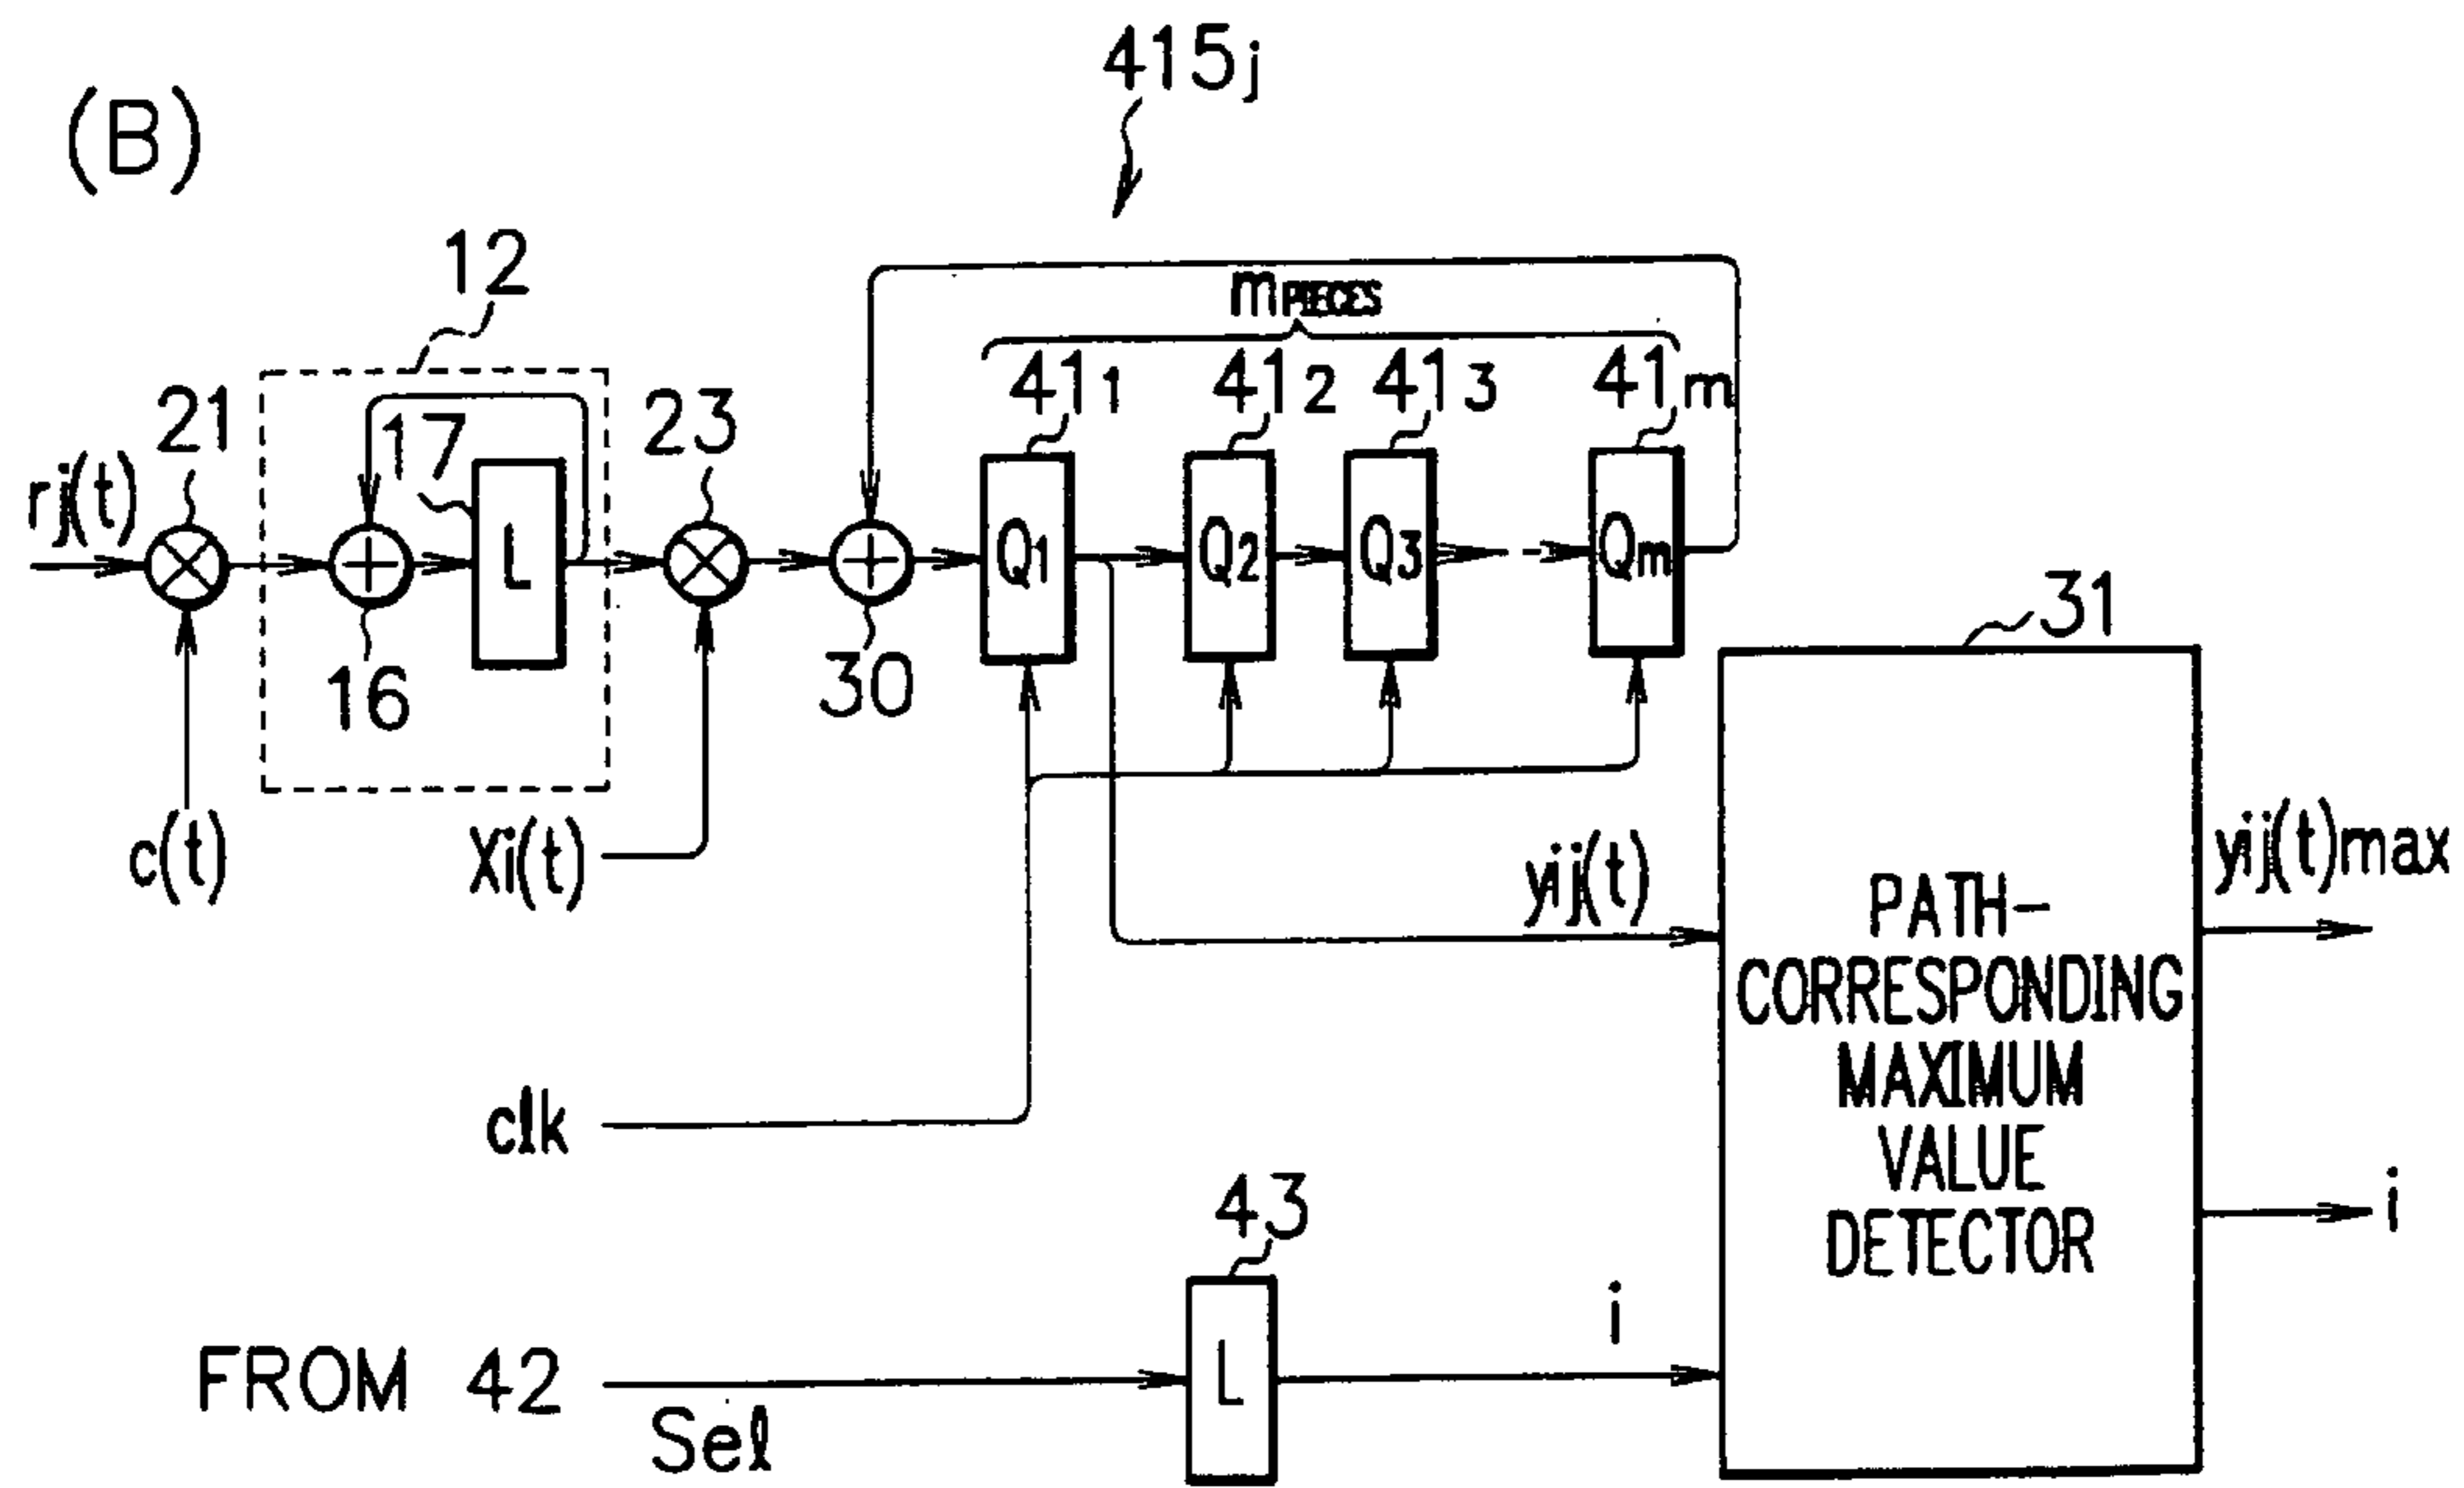 415j
(B)
12
m PIECES
411 412 413 41m
21 17 23
rj(t)
L Q1 Q2 Q3 Qm
31
16 30
c(t) Xi(t) yij(t) yij(t)max
PATH-
CORRESPONDING
MAXIMUM
VALUE
DETECTOR
clk
43
i
i
L
FROM 42
Sel